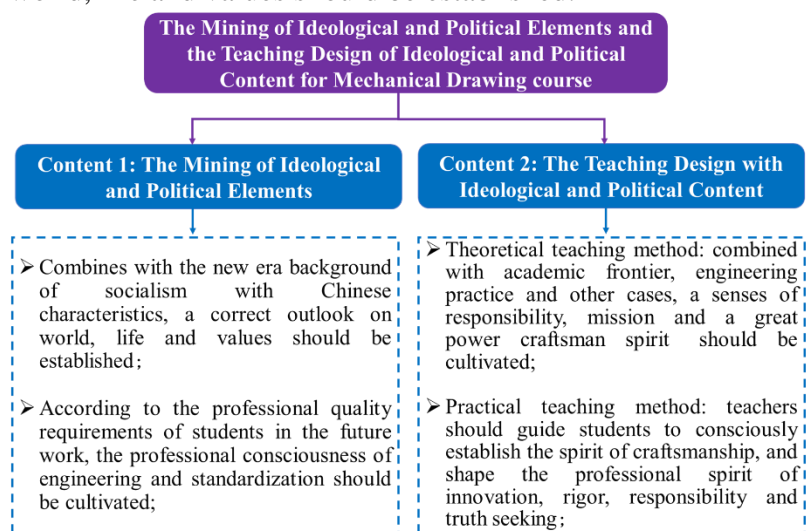 The Mining of Ideological and Political Elements and
the Teaching Design of Ideological and Political
Content for Mechanical Drawing course
Content 1: The Mining of Ideological
and Political Elements
➢ Combines with the new era background
of socialism with Chinese
characteristics, a correct outlook on
world, life and values should be
established;
➢ According to the professional quality
requirements of students in the future
work, the professional consciousness of
engineering and standardization should
be cultivated;
Content 2: The Teaching Design with
Ideological and Political Content
➢ Theoretical teaching method: combined
with academic frontier, engineering
practice and other cases, a senses of
responsibility, mission and a great
power craftsman spirit should be
cultivated;
➢ Practical teaching method: teachers
should guide students to consciously
establish the spirit of craftsmanship, and
shape the professional spirit of
innovation, rigor, responsibility and
truth seeking;